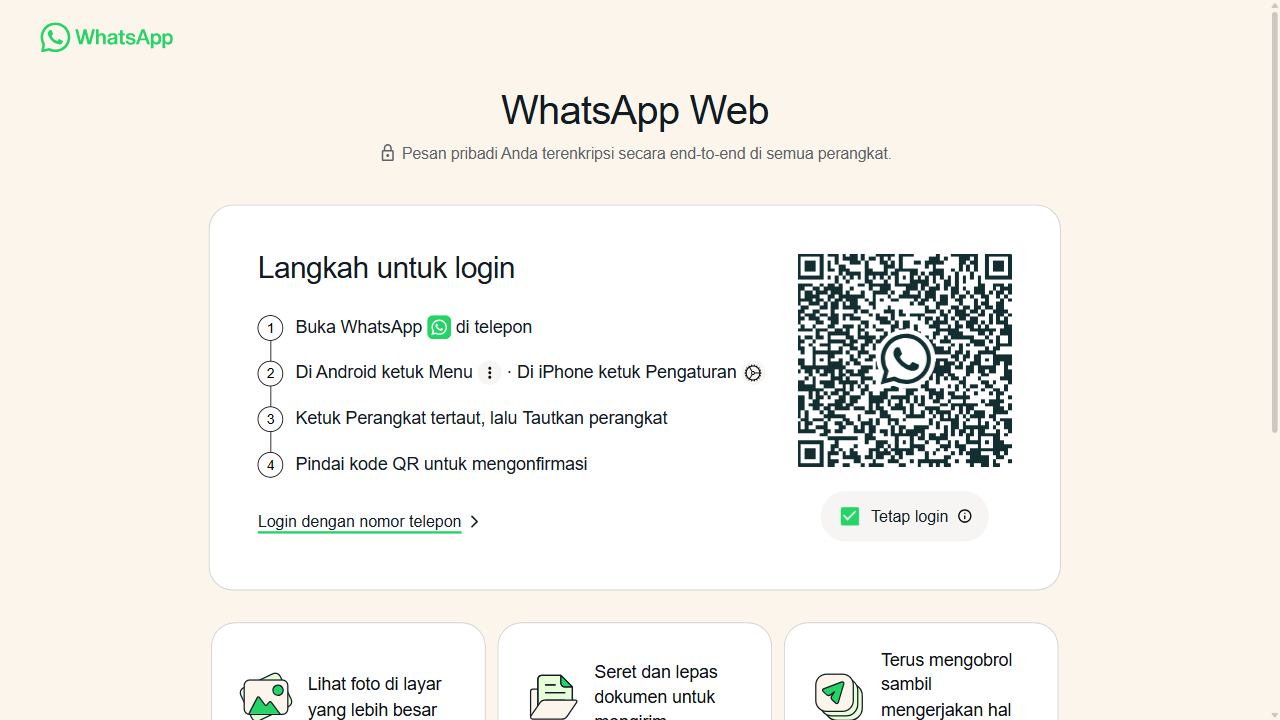 WhatsApp
WhatsApp Web
Pesan pribadi Anda terenkripsi secara end-to-end di semua perangkat.
Langkah untuk login
1 Buka WhatsApp di telepon
2 Di Android ketuk Menu · Di iPhone ketuk Pengaturan
3 Ketuk Perangkat tertaut, lalu Tautkan perangkat
4 Pindai kode QR untuk mengonfirmasi
Login dengan nomor telepon
Tetap login
Lihat foto di layar
yang lebih besar
Seret dan lepas
dokumen untuk
mengirim
Terus mengobrol
sambil
mengerjakan hal